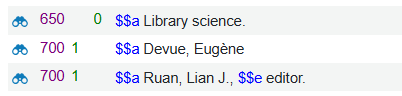 650 0 $$a Library science.
700 1 $$a Devue, Eugène
700 1 $$a Ruan, Lian J., $$e editor.